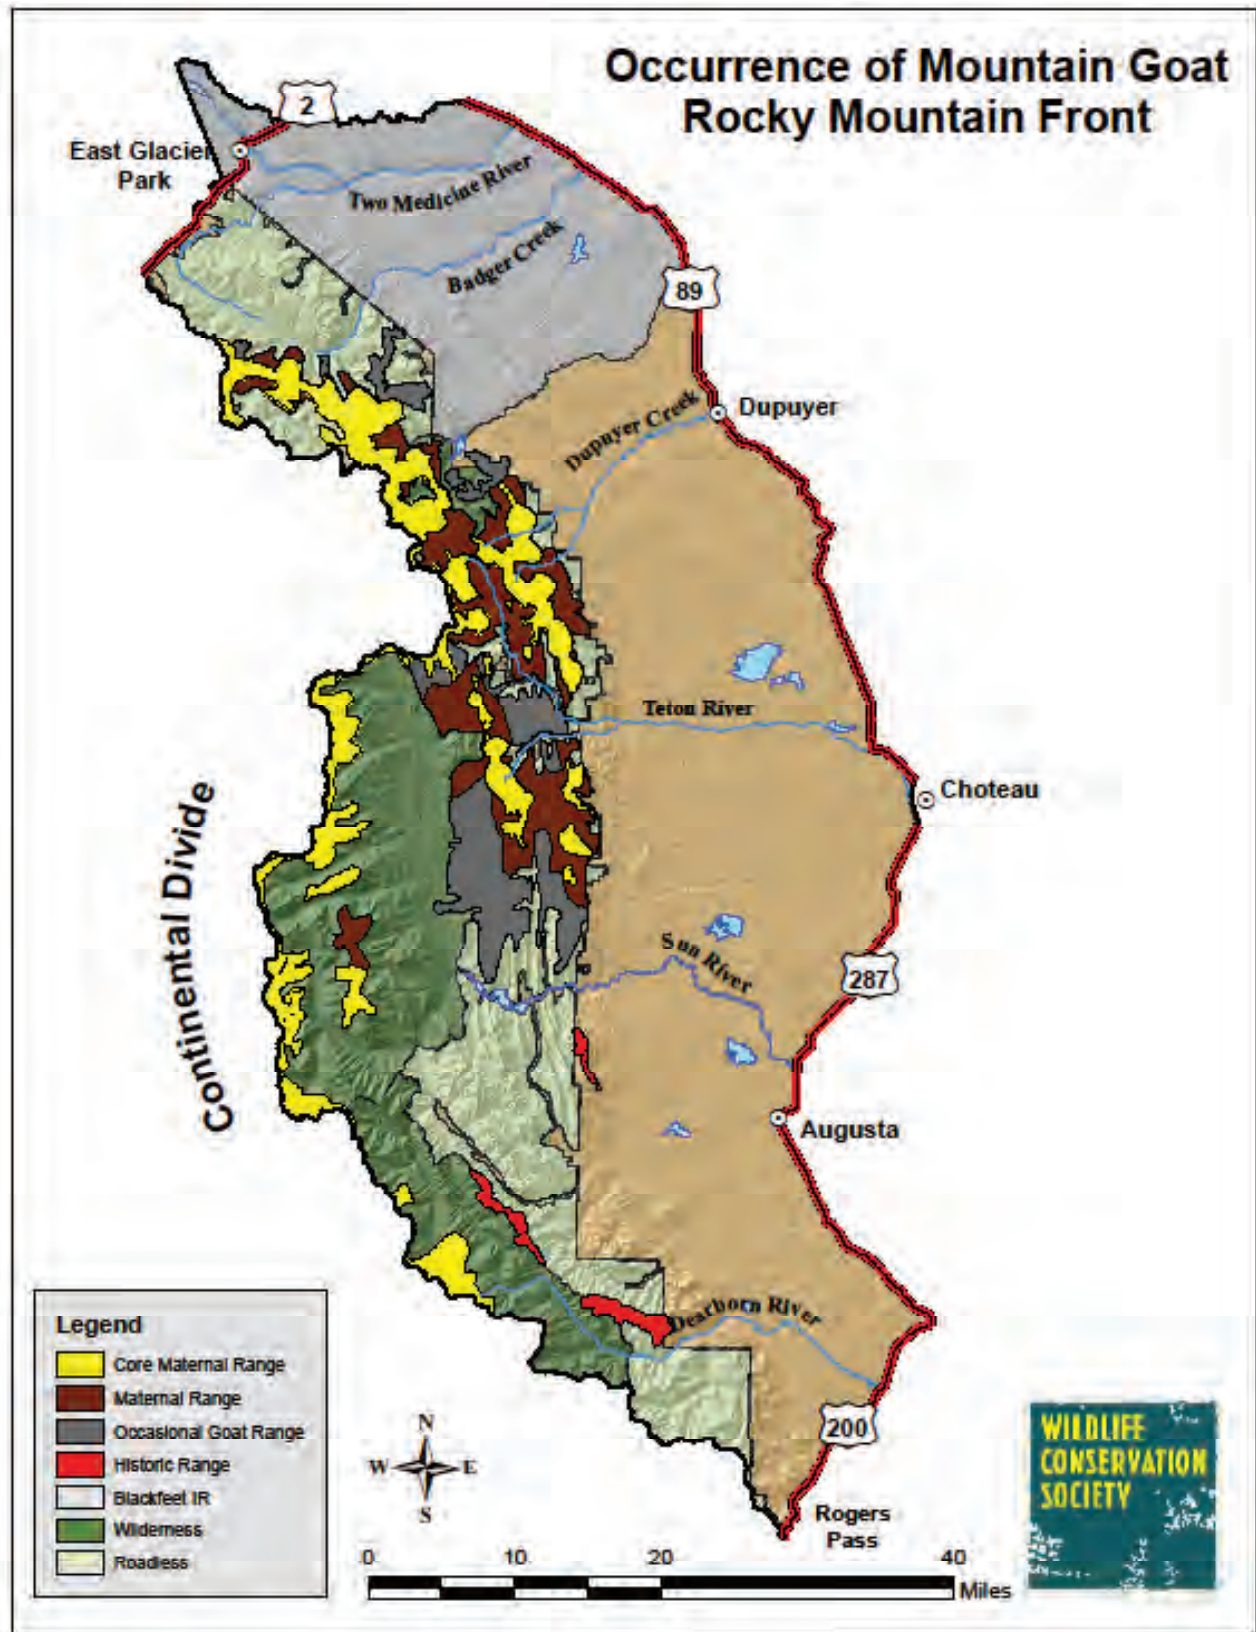 Occurrence of Mountain Goat
Rocky Mountain Front
2
East Glacier
Park
Two Medicine River
Badger Creek
89
Dupuyer Creek
Dupuyer
Teton River
Choteau
Continental Divide
Sun River
287
Augusta
Dearborn River
200
Rogers
Pass
Legend
Core Maternal Range
Maternal Range
Occasional Goat Range
Historic Range
Blackfeet IR
Wilderness
Roadless
N
W E
S
0 10 20 40
Miles
WILDLIFE
CONSERVATION
SOCIETY